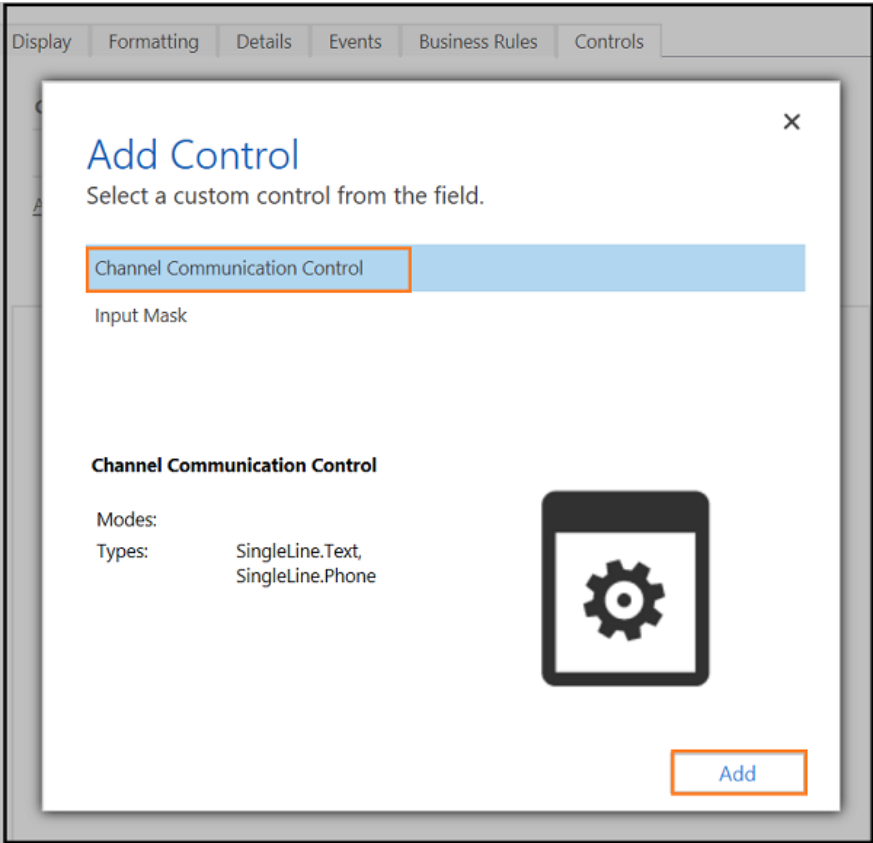 Display Formatting Details Events Business Rules Controls
Add Control
Select a custom control from the field.
Channel Communication Control
Input Mask
Channel Communication Control
Modes:
Types: SingleLine.Text,
SingleLine.Phone
Add